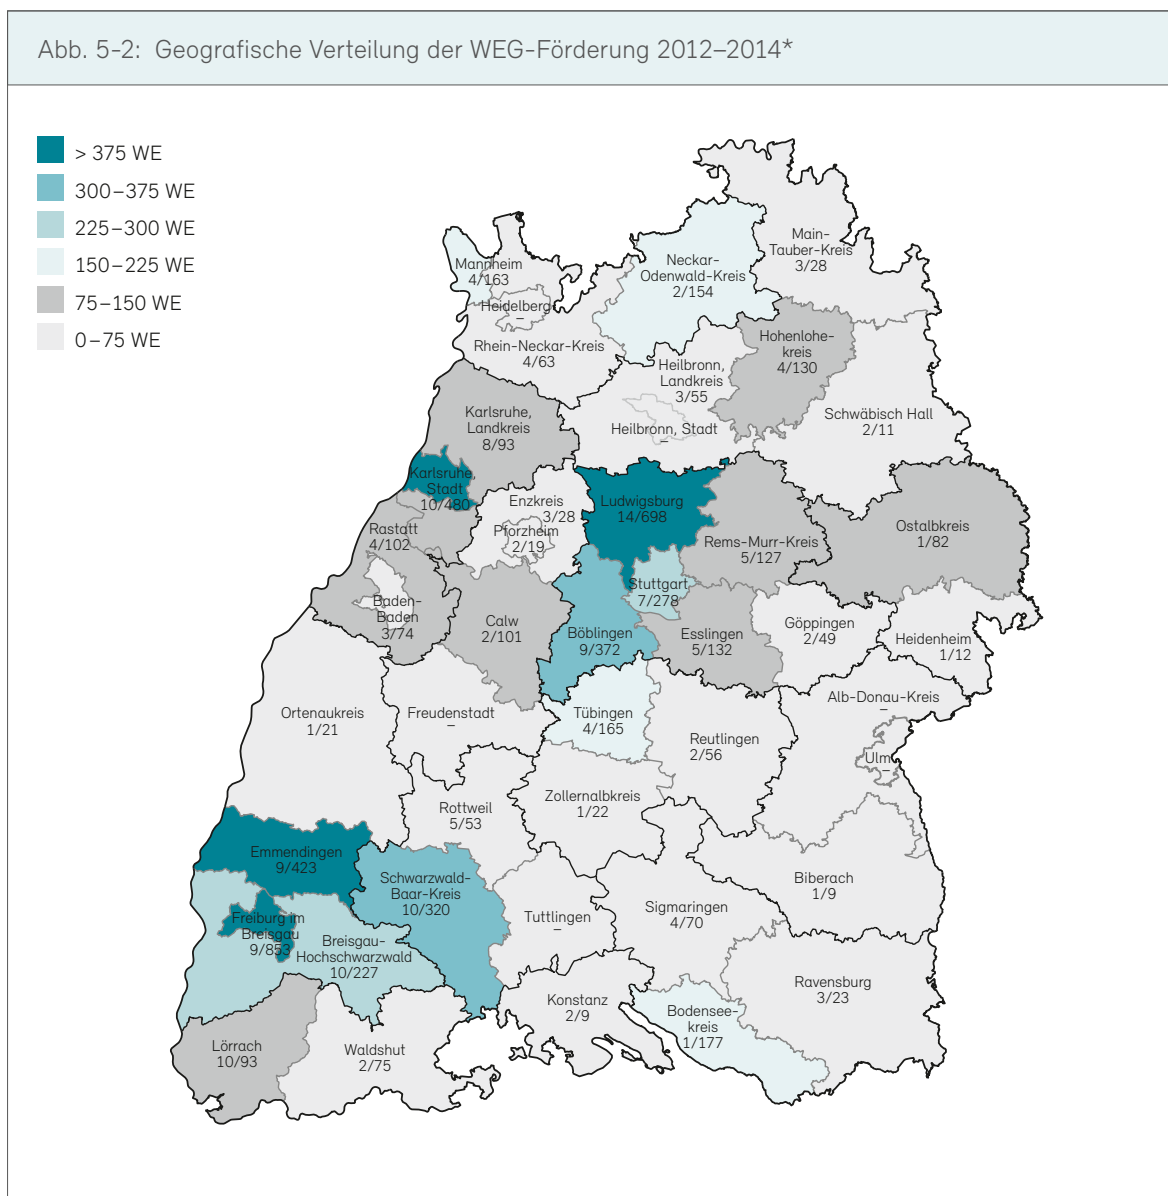 Abb. 5-2: Geografische Verteilung der WEG-Förderung 2012–2014*
> 375 WE
300–375 WE
225–300 WE
150–225 WE
75–150 WE
0–75 WE
Main-
Tauber-Kreis
3/28
Mannheim
4/163
Neckar-
Odenwald-Kreis
2/154
Heidelberg
–
Rhein-Neckar-Kreis
4/63
Hohenlohe-
kreis
4/130
Heilbronn,
Landkreis
3/55
Heilbronn, Stadt
–
Schwäbisch Hall
2/11
Karlsruhe,
Landkreis
8/93
Karlsruhe,
Stadt
10/480
Enzkreis
3/28
Pforzheim
2/19
Ludwigsburg
14/698
Rastatt
4/102
Rems-Murr-Kreis
5/127
Ostalbkreis
1/82
Stuttgart
7/278
Baden-
Baden
3/74
Calw
2/101
Böblingen
9/372
Esslingen
5/132
Göppingen
2/49
Heidenheim
1/12
Ortenaukreis
1/21
Freudenstadt
–
Tübingen
4/165
Reutlingen
2/56
Alb-Donau-Kreis
–
Ulm
–
Rottweil
5/53
Zollernalbkreis
1/22
Emmendingen
9/423
Schwarzwald-
Baar-Kreis
10/320
Tuttlingen
–
Sigmaringen
4/70
Biberach
1/9
Freiburg im
Breisgau
9/853
Breisgau-
Hochschwarzwald
10/227
Konstanz
2/9
Bodensee-
kreis
1/177
Ravensburg
3/23
Lörrach
10/93
Waldshut
2/75